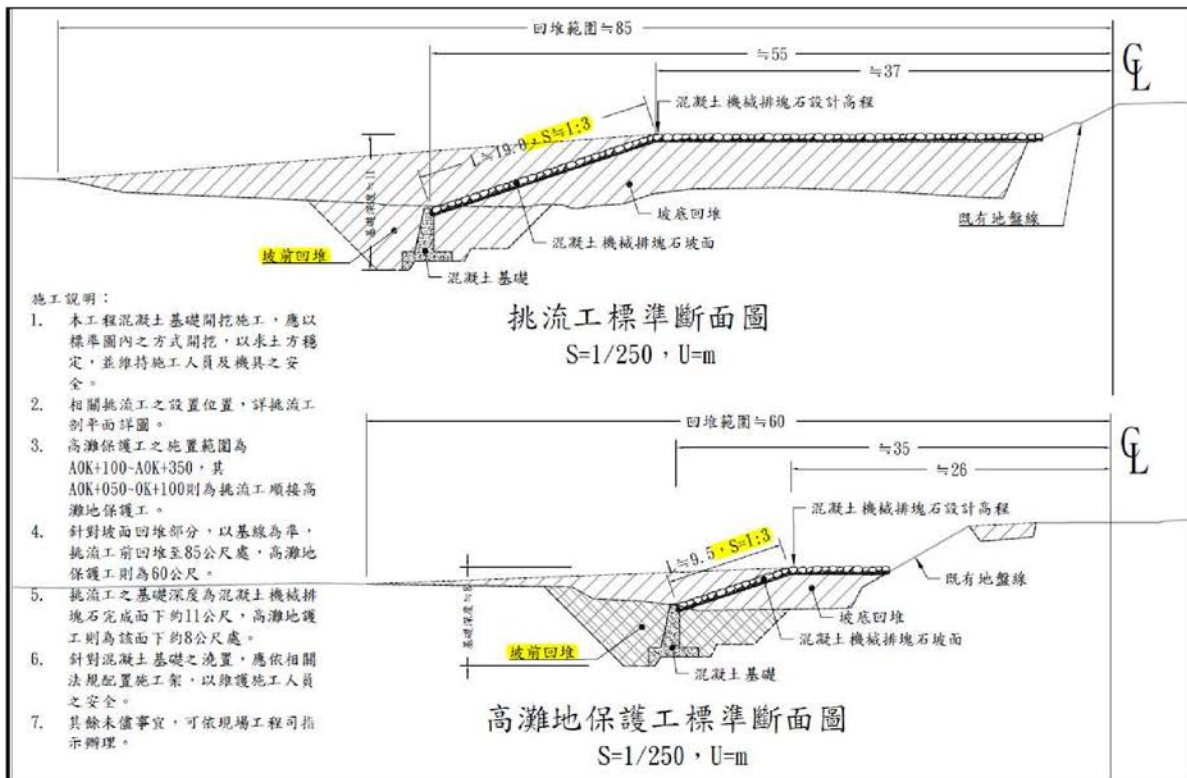 回堆範圍≒85
≒55
≒37
℄
混凝土機械排塊石設計高程
L≒19.0，S≒1:3
基礎深度≒11
坡底回堆
既有地盤線
混凝土機械排塊石坡面
坡前回堆
混凝土基礎
挑流工標準斷面圖
S=1/250，U=m
施工說明：
1. 本工程混凝土基礎開挖施工，應以
標準圖內之方式開挖，以求土方穩
定，並維持施工人員及機具之安
全。
2. 相關挑流工之設置位置，詳挑流工
剖平面詳圖。
3. 高灘保護工之施置範圍為
A0K+100~A0K+350，其
A0K+050~0K+100則為挑流工順接高
灘地保護工。
4. 針對坡面回堆部分，以基線為準，
挑流工前回堆至85公尺處，高灘地
保護工則為60公尺。
5. 挑流工之基礎深度為混凝土機械排
塊石完成面下約11公尺，高灘地護
工則為該面下約8公尺處。
6. 針對混凝土基礎之澆置，應依相關
法規配置施工架，以維護施工人員
之安全。
7. 其餘未儘事宜，可依現場工程司指
示辦理。
回堆範圍≒60
≒35
≒26
℄
混凝土機械排塊石設計高程
L≒9.5，S=1:3
基礎深度≒8
既有地盤線
坡底回堆
混凝土機械排塊石坡面
坡前回堆
混凝土基礎
高灘地保護工標準斷面圖
S=1/250，U=m